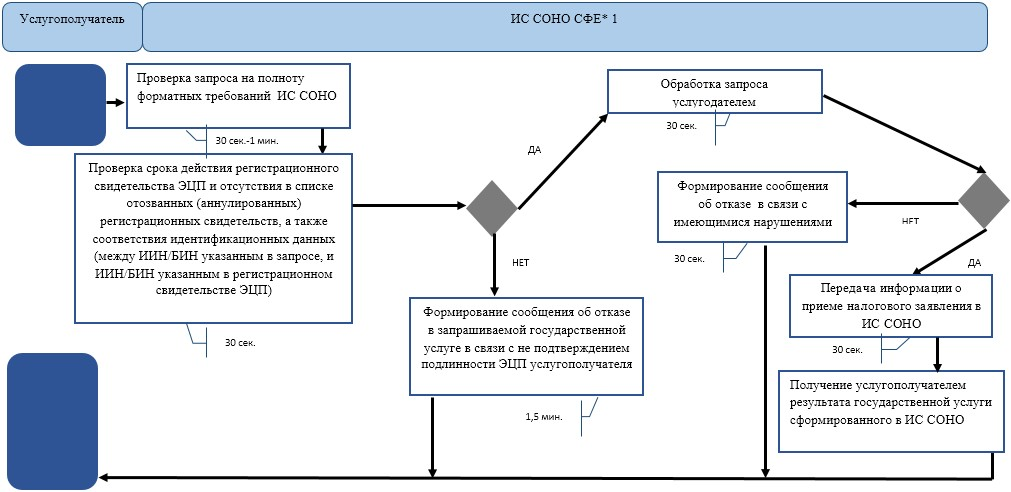 Услугополучатель
ИС СОНО СФЕ* 1
Проверка запроса на полноту
форматных требований ИС СОНО
30 сек.-1 мин.
Проверка срока действия регистрационного
свидетельства ЭЦП и отсутствия в списке
отозванных (аннулированных)
регистрационных свидетельств, а также
соответствия идентификационных данных
(между ИИН/БИН указанным в запросе, и
ИИН/БИН указанным в регистрационном
свидетельстве ЭЦП)
30 сек.
ДА
НЕТ
Формирование сообщения об отказе
в запрашиваемой государственной
услуге в связи с не подтверждением
подлинности ЭЦП услугополучателя
1,5 мин.
Обработка запроса
услугодателем
30 сек.
Формирование сообщения
об отказе в связи с
имеющимися нарушениями
30 сек.
НЕТ
ДА
Передача информации о
приеме налогового заявления в
ИС СОНО
30 сек.
Получение услугополучателем
результата государственной услуги
сформированного в ИС СОНО